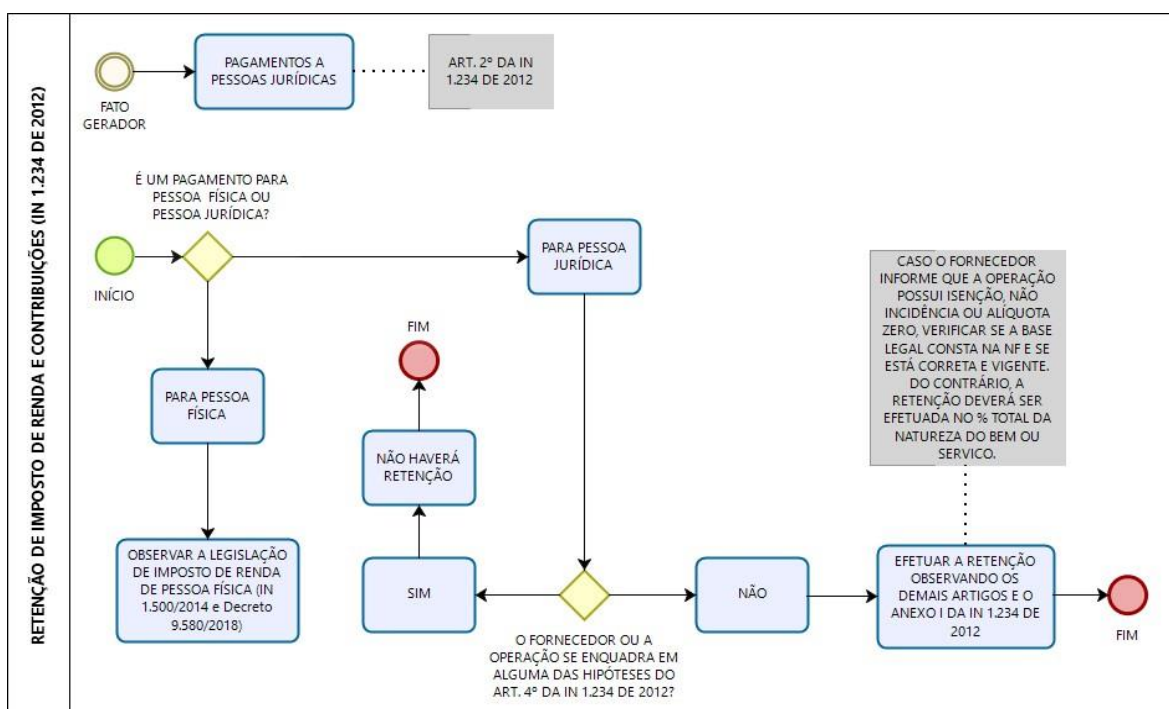 RETENÇÃO DE IMPOSTO DE RENDA E CONTRIBUIÇÕES (IN 1.234 DE 2012)
FATO
GERADOR
PAGAMENTOS A
PESSOAS JURÍDICAS
ART. 2º DA IN
1.234 DE 2012
É UM PAGAMENTO PARA
PESSOA FÍSICA OU
PESSOA JURÍDICA?
INÍCIO
PARA PESSOA
JURÍDICA
CASO O FORNECEDOR
INFORME QUE A OPERAÇÃO
POSSUI ISENÇÃO, NÃO
INCIDÊNCIA OU ALÍQUOTA
ZERO, VERIFICAR SE A BASE
LEGAL CONSTA NA NF E SE
ESTÁ CORRETA E VIGENTE.
DO CONTRÁRIO, A
RETENÇÃO DEVERÁ SER
EFETUADA NO % TOTAL DA
NATUREZA DO BEM OU
SERVICO.
FIM
PARA PESSOA
FÍSICA
NÃO HAVERÁ
RETENÇÃO
OBSERVAR A LEGISLAÇÃO
DE IMPOSTO DE RENDA
DE PESSOA FÍSICA (IN
1.500/2014 e Decreto
9.580/2018)
SIM
NÃO
EFETUAR A RETENÇÃO
OBSERVANDO OS
DEMAIS ARTIGOS E O
ANEXO I DA IN 1.234 DE
2012
FIM
O FORNECEDOR OU A
OPERAÇÃO SE ENQUADRA EM
ALGUMA DAS HIPÓTESES DO
ART. 4º DA IN 1.234 DE 2012?